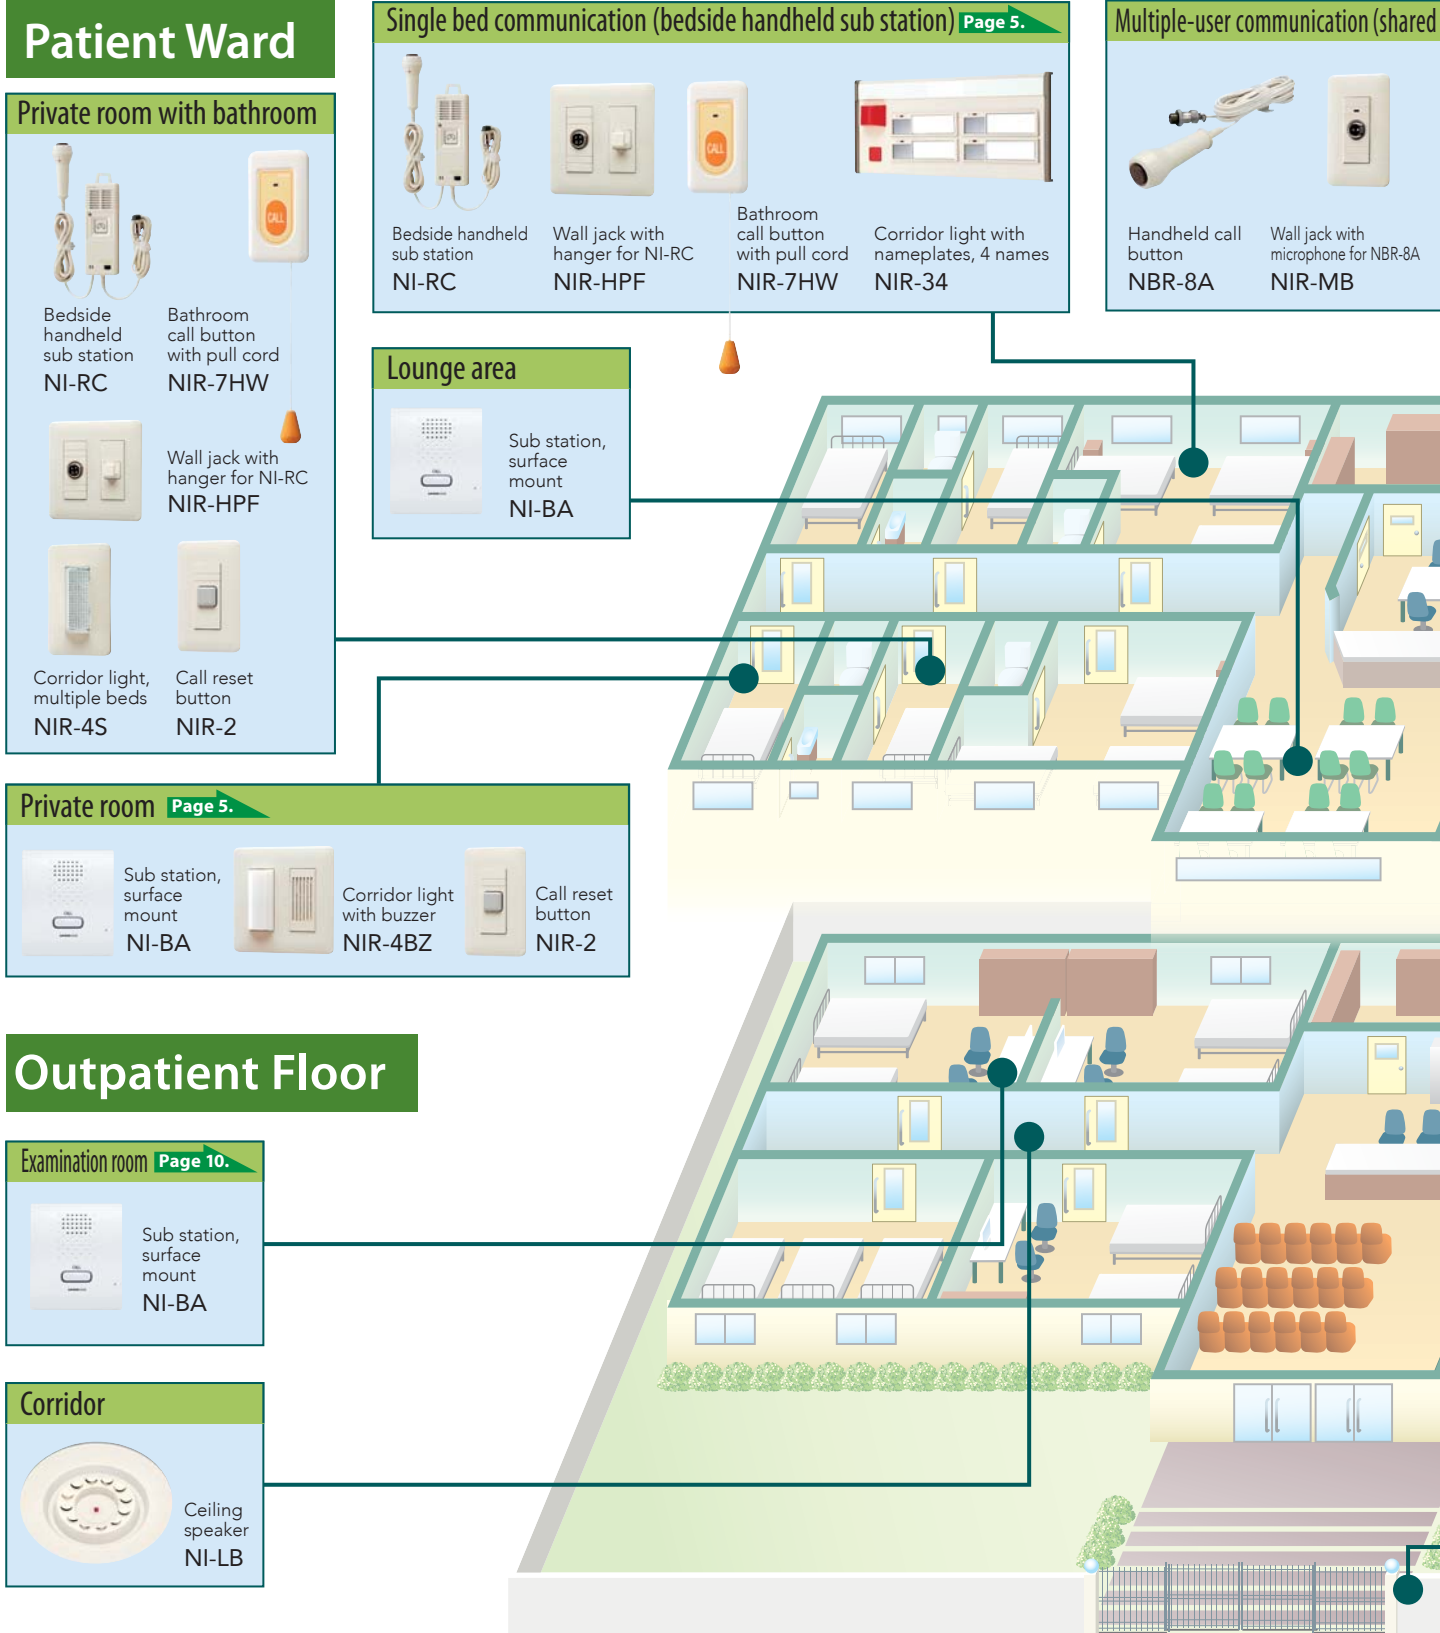 Patient Ward
Private room with bathroom
CALL
Bedside
handheld
sub station
NI-RC
Bathroom
call button
with pull cord
NIR-7HW
Wall jack with
hanger for NI-RC
NIR-HPF
Corridor light,
multiple beds
NIR-4S
Call reset
button
NIR-2
Single bed communication (bedside handheld sub station) Page 5.
CALL
Bedside handheld
sub station
NI-RC
Wall jack with
hanger for NI-RC
NIR-HPF
Bathroom
call button
with pull cord
NIR-7HW
Corridor light with
nameplates, 4 names
NIR-34
Multiple-user communication (shared
Handheld call
button
NBR-8A
Wall jack with
microphone for NBR-8A
NIR-MB
Lounge area
Sub station,
surface
mount
NI-BA
Private room Page 5.
Sub station,
surface
mount
NI-BA
Corridor light
with buzzer
NIR-4BZ
Call reset
button
NIR-2
Outpatient Floor
Examination room Page 10.
Sub station,
surface
mount
NI-BA
Corridor
Ceiling
speaker
NI-LB